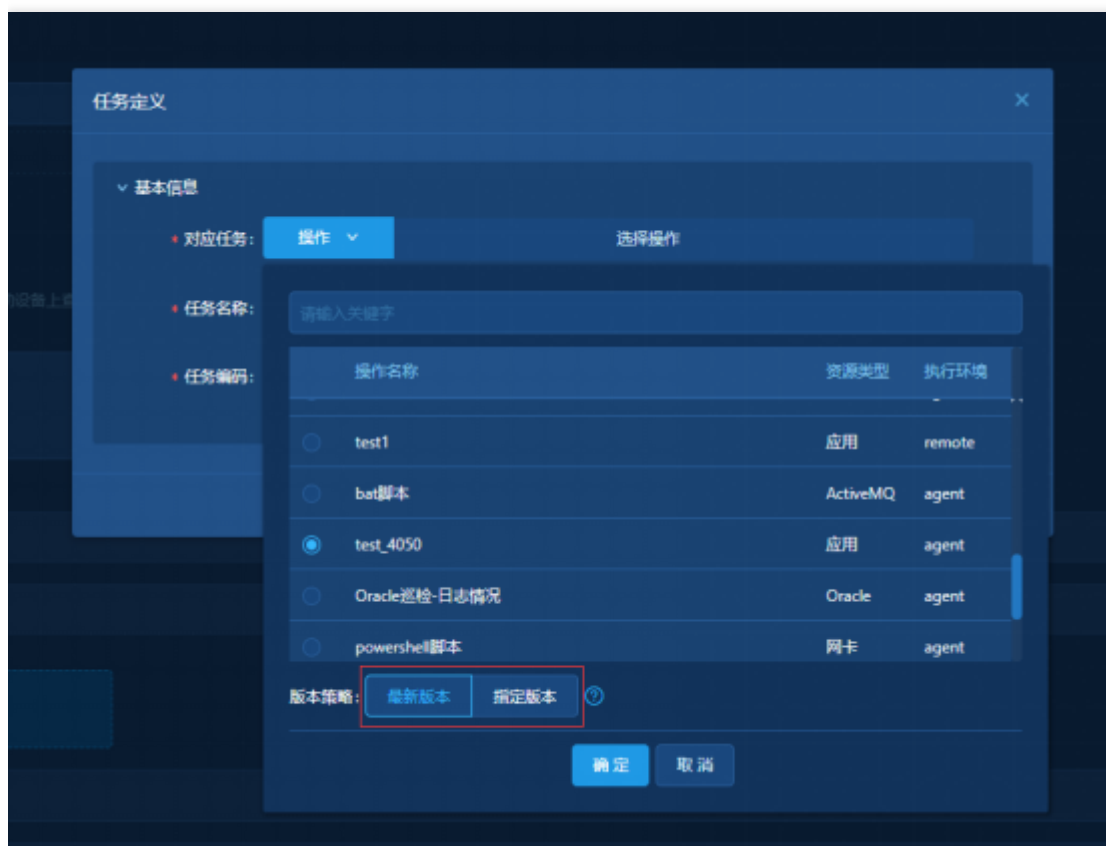 任务定义
基本信息
* 对应任务: 操作 选择操作
* 任务名称: 请输入关键字
* 任务编码:
操作名称 资源类型 执行环境
test1 应用 remote
bat脚本 ActiveMQ agent
test_4050 应用 agent
Oracle巡检-日志情况 Oracle agent
powershell脚本 网卡 agent
版本策略: 最新版本 指定版本
确定 取消